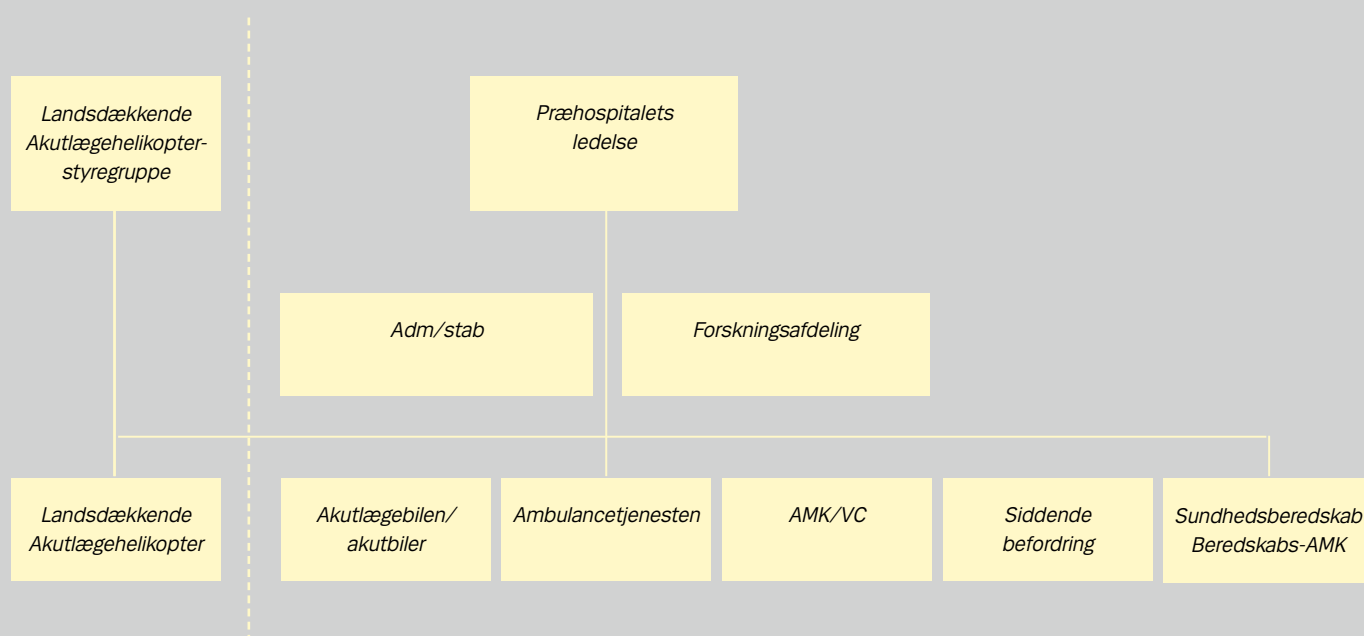 Landsdækkende
Akutlægehelikopter-
styregruppe
Præhospitalets
ledelse
Adm/stab
Forskningsafdeling
Landsdækkende
Akutlægehelikopter
Akutlægebilen/
akutbiler
Ambulancetjenesten
AMK/VC
Siddende
befordring
Sundhedsberedskab
Beredskabs-AMK